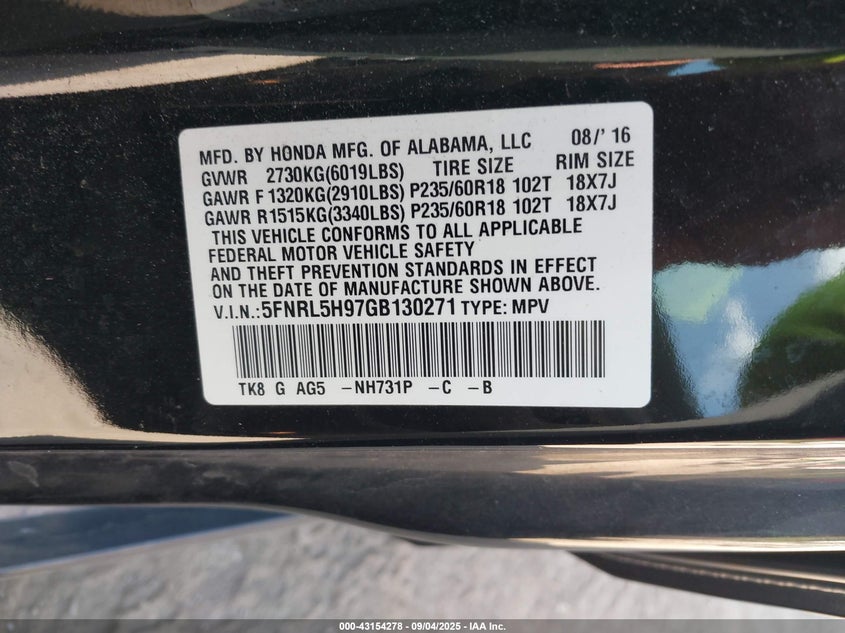 MFD. BY HONDA MFG. OF ALABAMA, LLC 08/' 16
GVWR 2730KG(6019LBS) TIRE SIZE RIM SIZE
GAWR F 1320KG(2910LBS) P235/60R18 102T 18X7J
GAWR R1515KG(3340LBS) P235/60R18 102T 18X7J
THIS VEHICLE CONFORMS TO ALL APPLICABLE
FEDERAL MOTOR VEHICLE SAFETY
AND THEFT PREVENTION STANDARDS IN EFFECT
ON THE DATE OF MANUFACTURE SHOWN ABOVE.
V.I.N.:5FNRL5H97GB130271 TYPE: MPV
TK8 G AG5 –NH731P –C –B
000-43154278 - 09/04/2025 - IAA Inc.